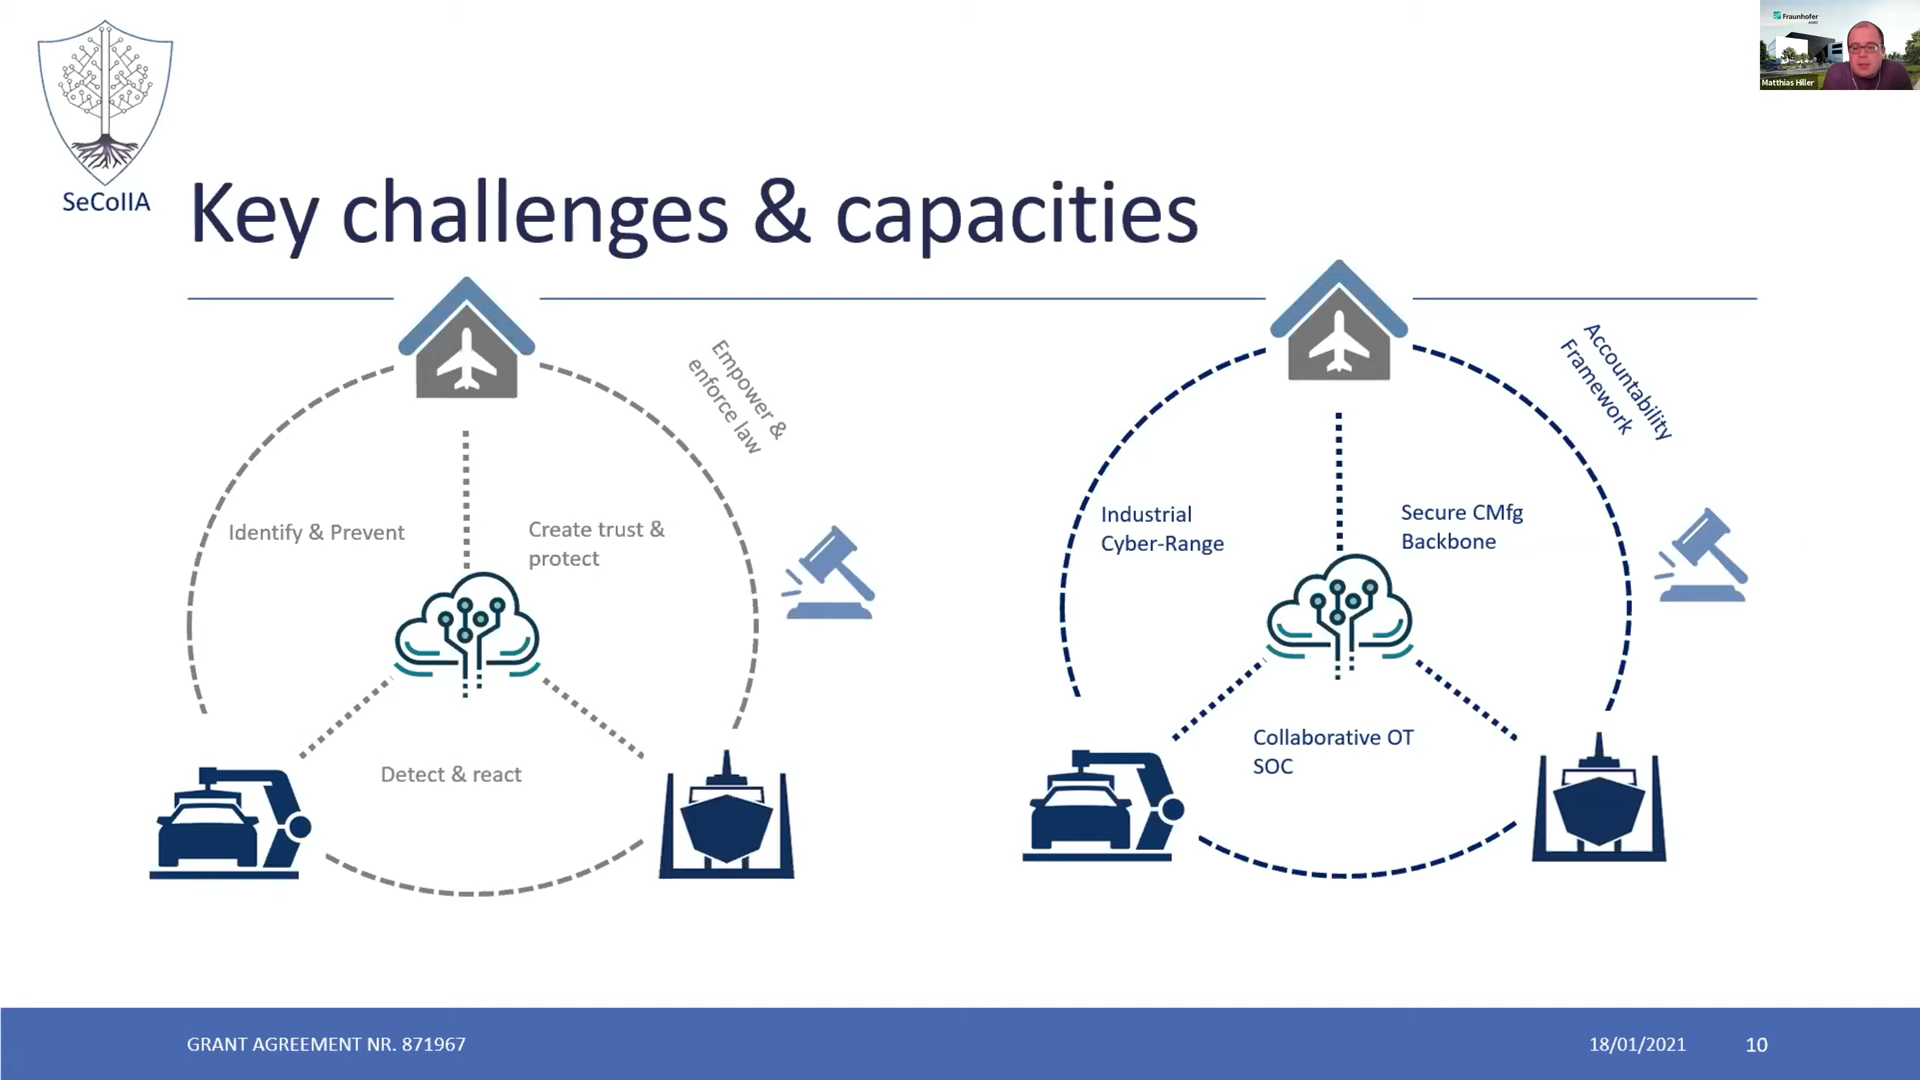 Fraunhofer
AISEC
Matthias Hiller
SeCoIIA
Key challenges & capacities
Empower &
enforce law
Identify & Prevent
Create trust &
protect
Detect & react
Accountability
Framework
Industrial
Cyber-Range
Secure CMfg
Backbone
Collaborative OT
SOC
GRANT AGREEMENT NR. 871967
18/01/2021
10